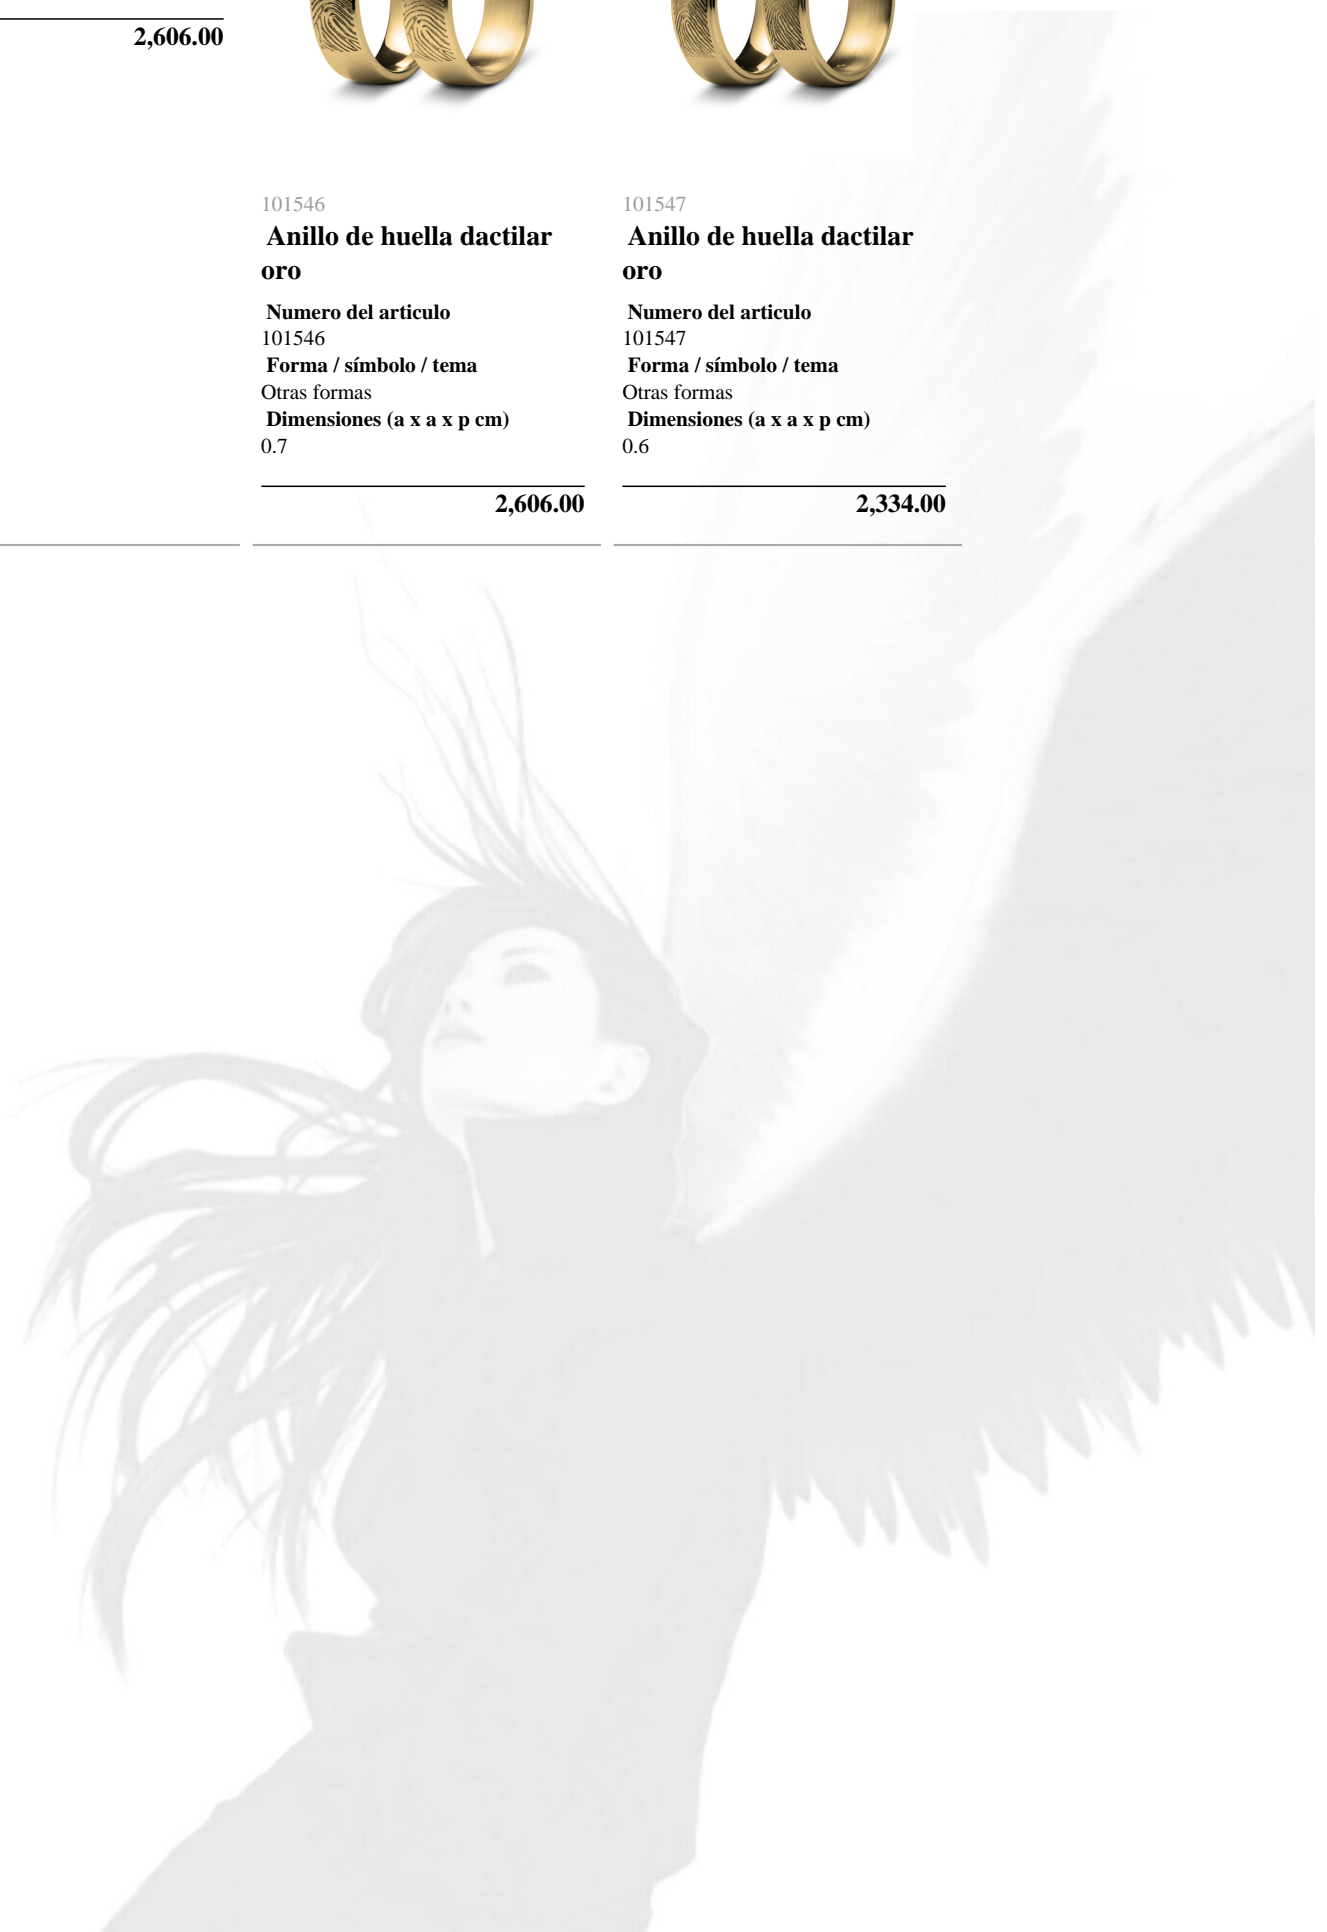 2,606.00
101546
Anillo de huella dactilar
oro
Numero del articulo
101546
Forma / símbolo / tema
Otras formas
Dimensiones (a x a x p cm)
0.7
2,606.00
101547
Anillo de huella dactilar
oro
Numero del articulo
101547
Forma / símbolo / tema
Otras formas
Dimensiones (a x a x p cm)
0.6
2,334.00